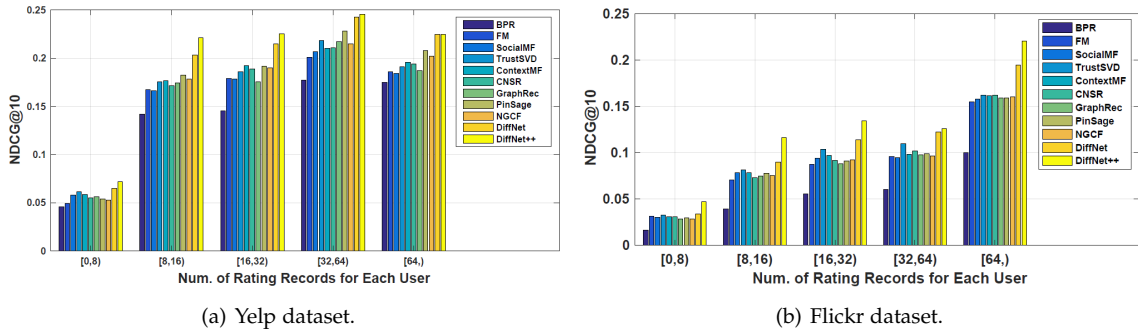 0.25
0.2
0.15
0.1
0.05
0
NDCG@10
[0,8)
[8,16)
[16,32)
[32,64)
[64,)
Num. of Rating Records for Each User
BPR
FM
SocialMF
TrustSVD
ContextMF
CNSR
GraphRec
PinSage
NGCF
DiffNet
DiffNet++
(a) Yelp dataset.
0.25
0.2
0.15
0.1
0.05
0
NDCG@10
[0,8)
[8,16)
[16,32)
[32,64)
[64,)
Num. of Rating Records for Each User
BPR
FM
SocialMF
TrustSVD
ContextMF
CNSR
GraphRec
PinSage
NGCF
DiffNet
DiffNet++
(b) Flickr dataset.